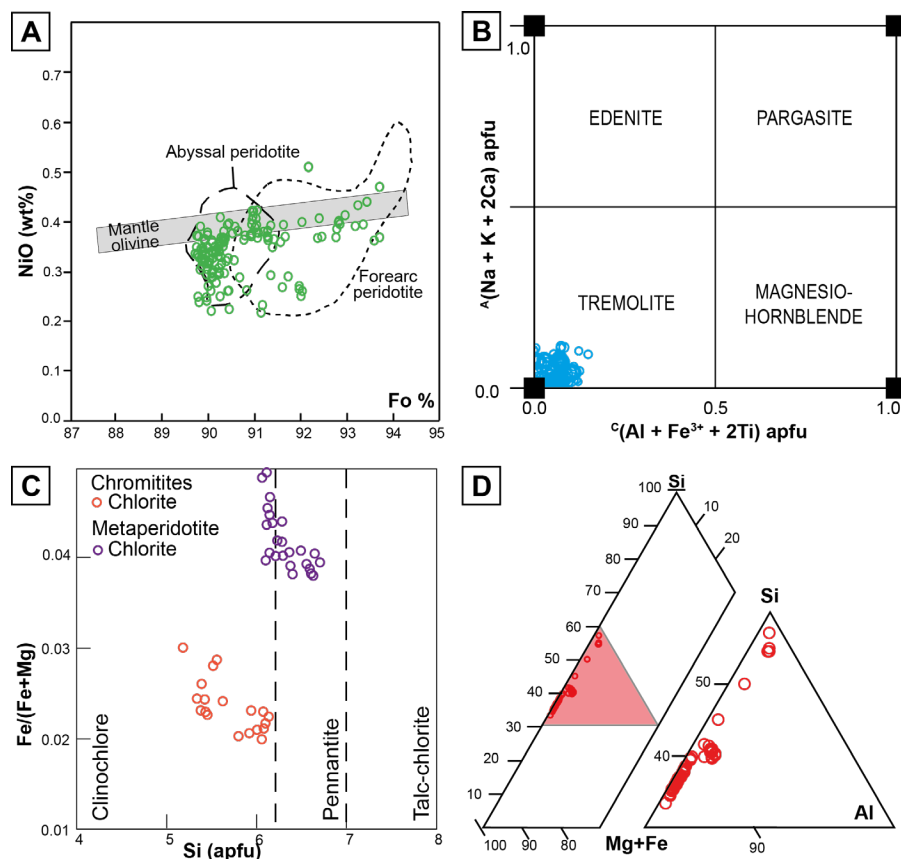 A
NiO (wt%)
0.7
0.6
0.5
0.4
0.3
0.2
0.1
0.0
Abyssal peridotite
Mantle
olivine
Forearc
peridotite
Fo %
87 88 89 90 91 92 93 94 95
B
A(Na + K + 2Ca) apfu
1.0
EDENITE
PARGASITE
TREMOLITE
MAGNESIO-
HORNBLENDE
0.0
0.0 0.5 1.0
C(Al + Fe3+ + 2Ti) apfu
C
Chromitites
Chlorite
Metaperidotite
Chlorite
Fe/(Fe+Mg)
0.04
0.03
0.02
0.01
Clinochlore
Pennantite
Talc-chlorite
4 5 6 7 8
Si (apfu)
D
Si
100
90
80
70
60
50
40
30
20
10
10
20
100 90 80
Mg+Fe
Si
50
40
Al
90